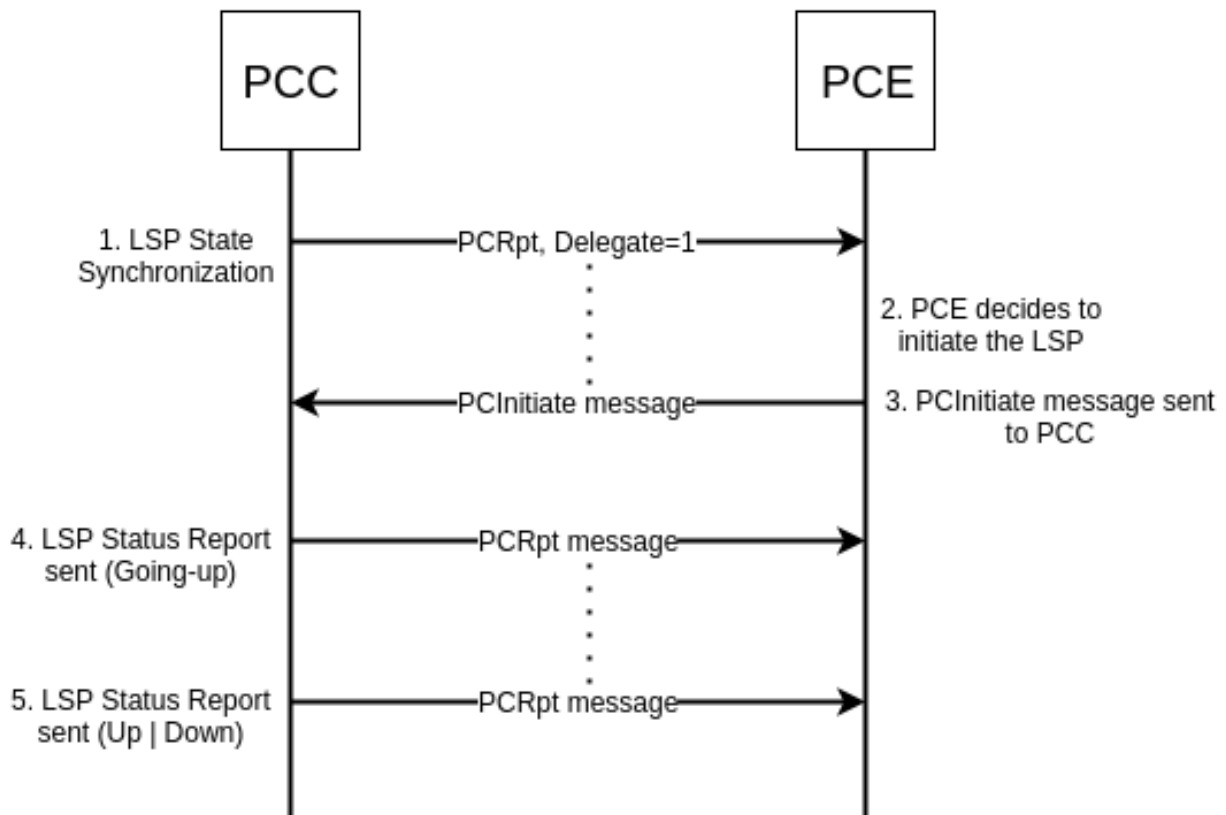 PCC
PCE
1. LSP State
Synchronization
PCRpt, Delegate=1
2. PCE decides to
initiate the LSP
PCInitiate message
3. PCInitiate message sent
to PCC
4. LSP Status Report
sent (Going-up)
PCRpt message
5. LSP Status Report
sent (Up | Down)
PCRpt message